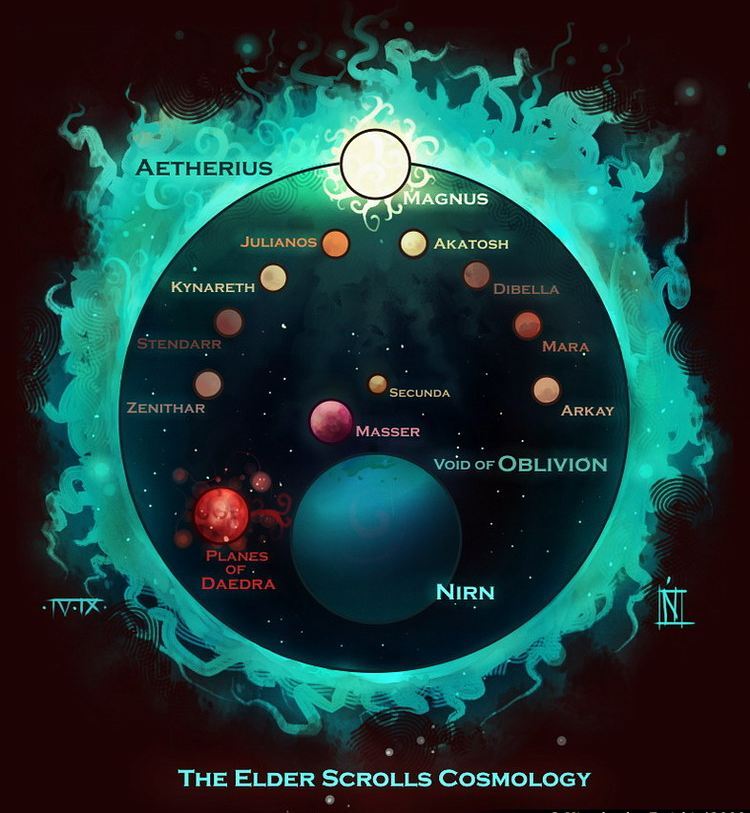 AETHERIUS
MAGNUS
JULIANOS
AKATOSH
KYNARETH
DIBELLA
STENDARR
MARA
SECUNDA
ZENITHAR
ARKAY
MASSER
VOID OF OBLIVION
PLANES
OF
DAEDRA
NIRN
·IV·IX·
THE ELDER SCROLLS COSMOLOGY